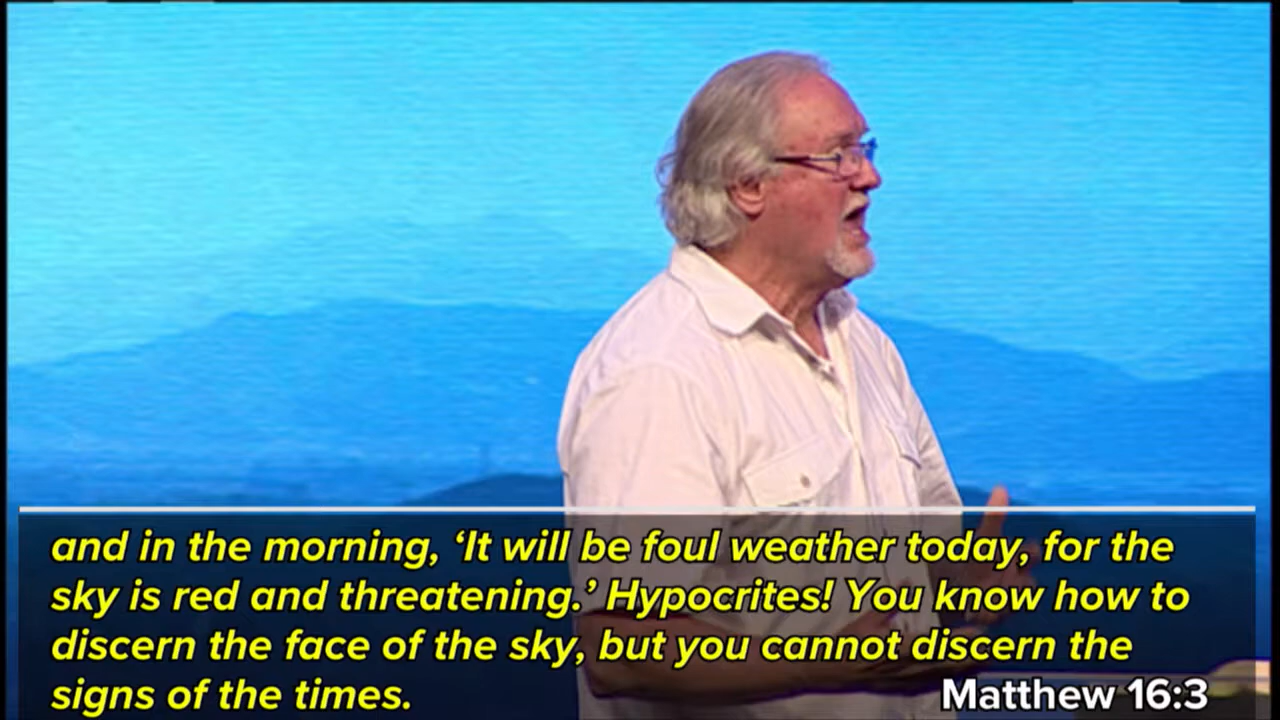 and in the morning, ‘It will be foul weather today, for the
sky is red and threatening.’ Hypocrites! You know how to
discern the face of the sky, but you cannot discern the
signs of the times.
Matthew 16:3